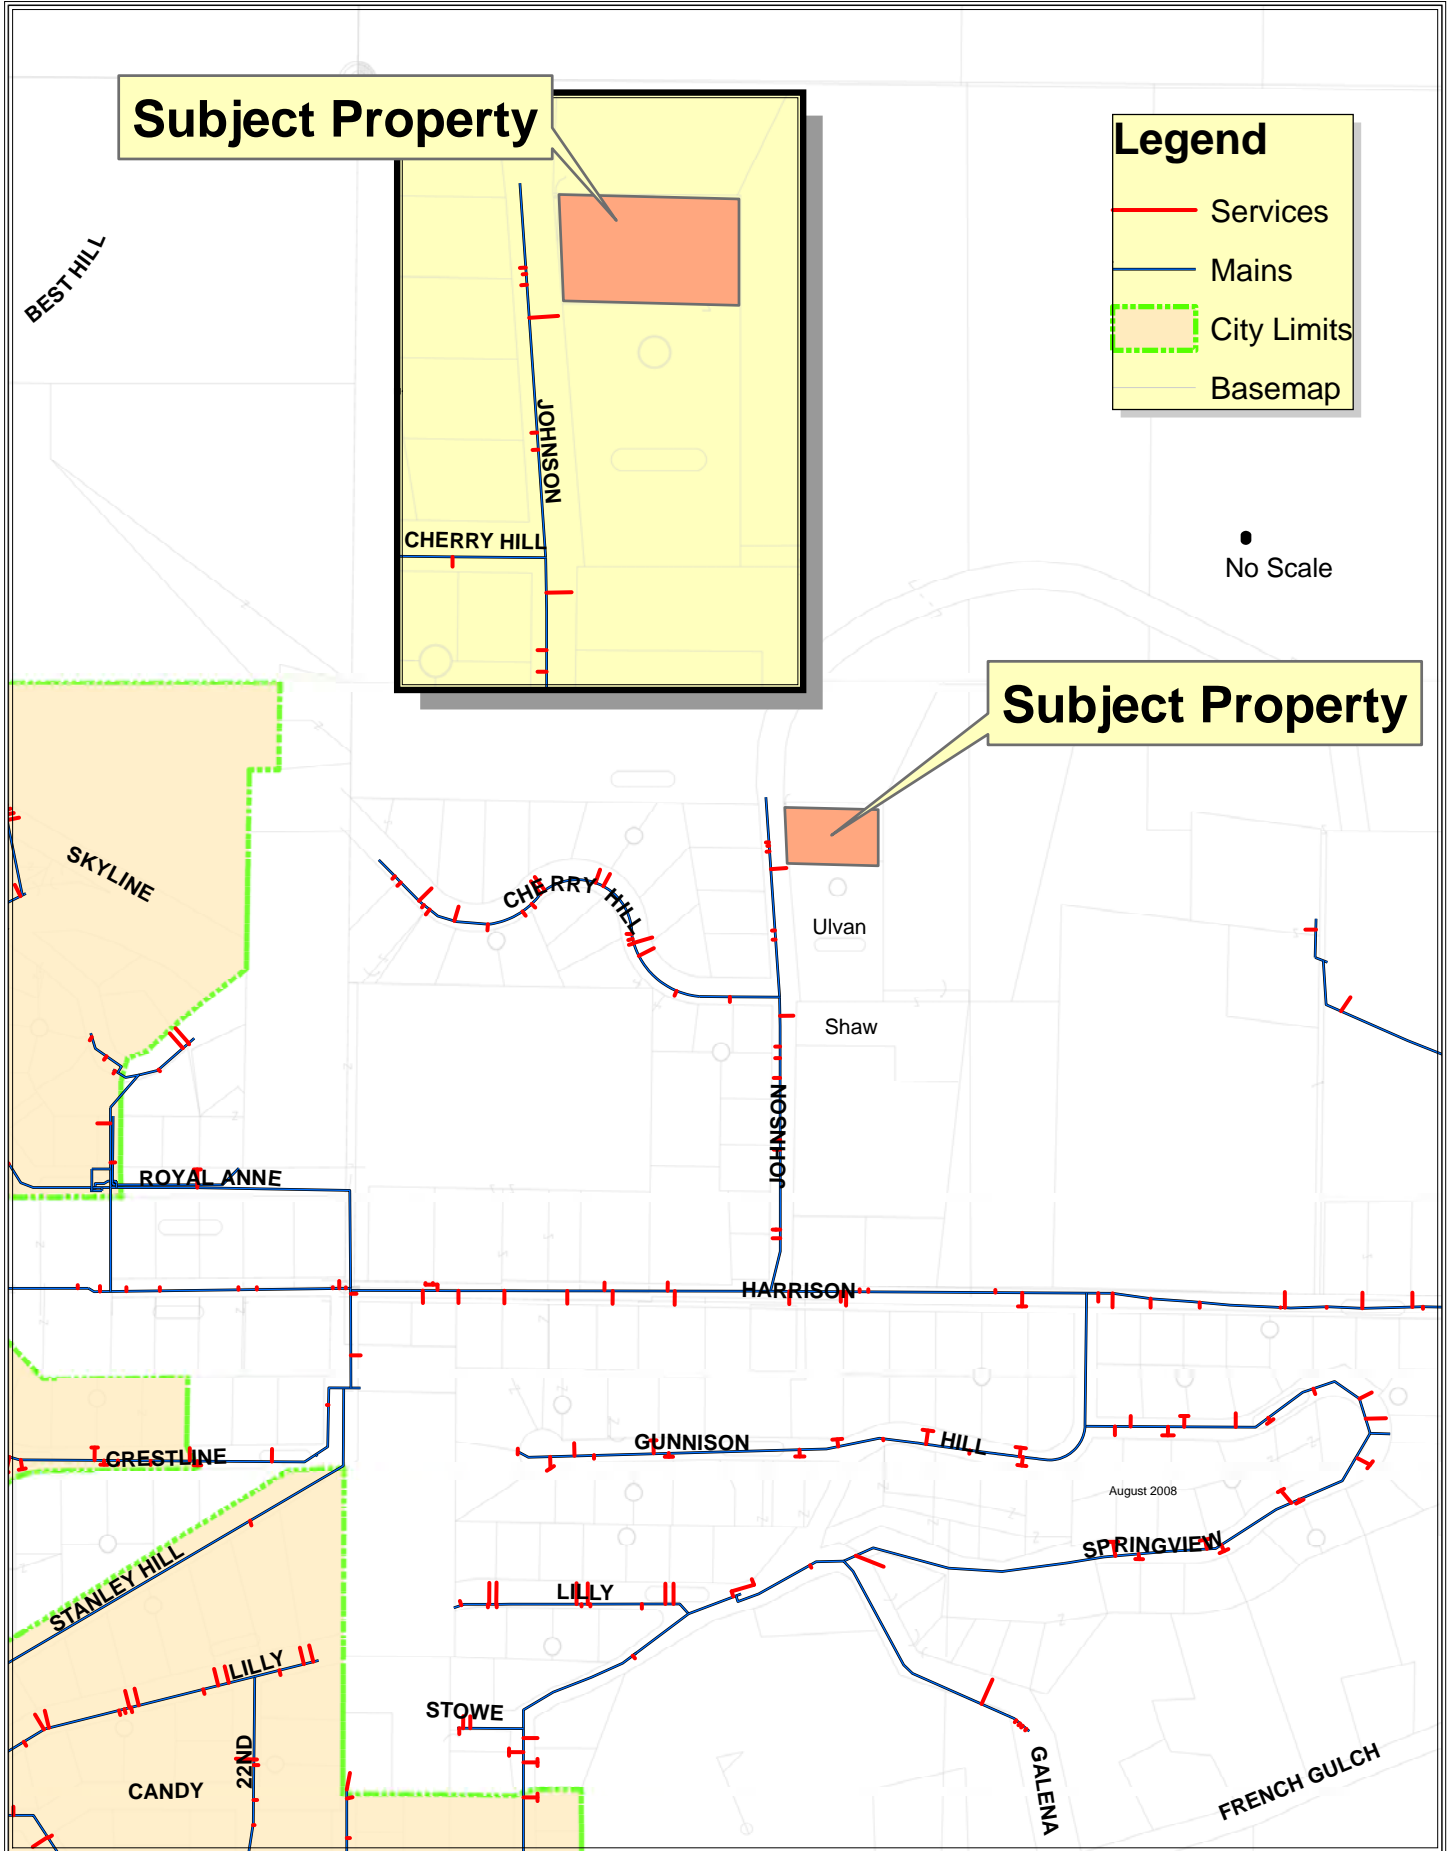 Subject Property
Legend
Services
Mains
City Limits
Basemap
BEST HILL
JOHNSON
CHERRY HILL
No Scale
Subject Property
SKYLINE
CHERRY HILL
Ulvan
Shaw
JOHNSON
ROYAL ANNE
HARRISON
GUNNISON HILL
CRESTLINE
August 2008
SPRINGVIEW
STANLEY HILL
LILLY
LILLY
STOWE
22ND
CANDY
GALENA
FRENCH GULCH